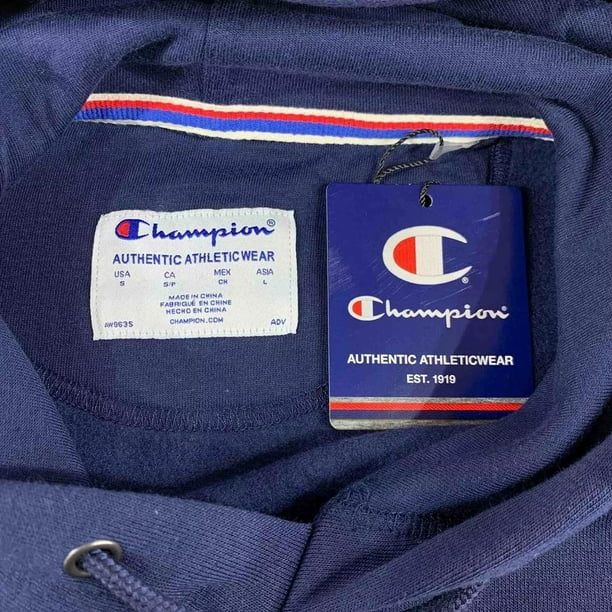 Champion®
AUTHENTIC ATHLETICWEAR
USA CA MEX ASIA
S S/P CH L
MADE IN CHINA
FABRIQUÉ EN CHINE
HECHO EN CHINA
CHAMPION.COM
AW963S ADV
Champion
AUTHENTIC ATHLETICWEAR
EST. 1919